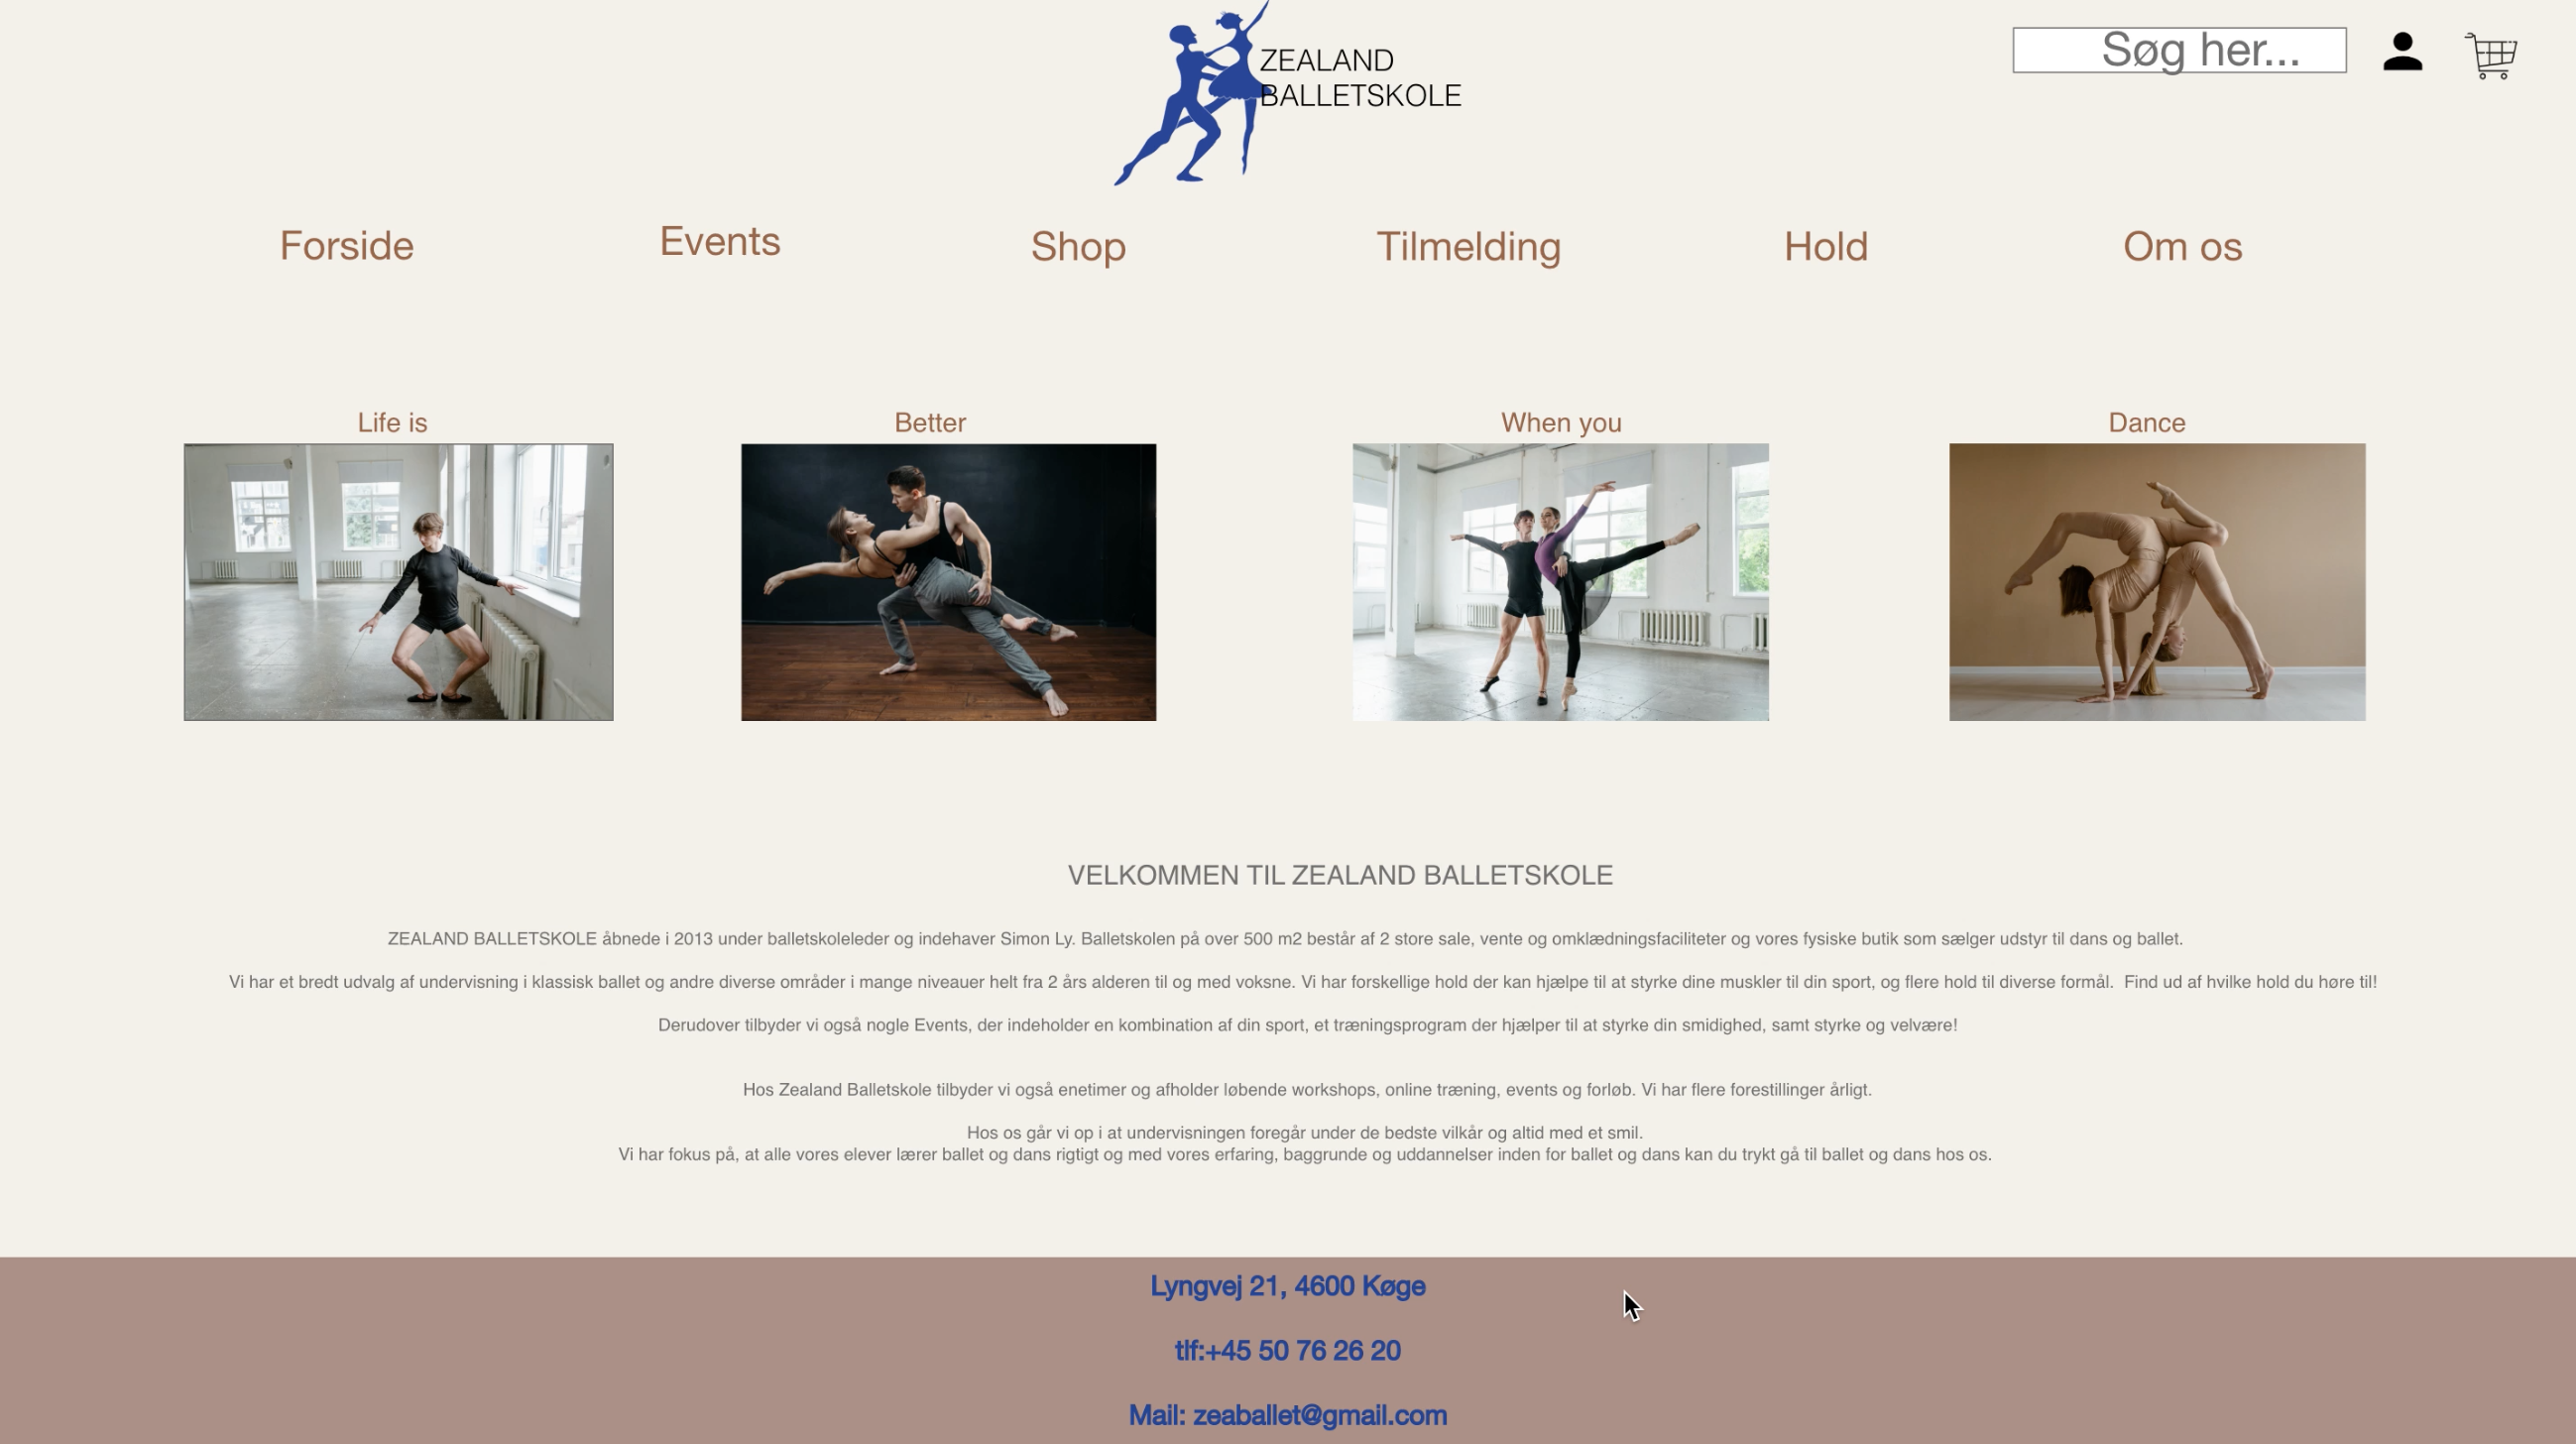 ZEALAND
BALLETSKOLE
Søg her...
Forside
Events
Shop
Tilmelding
Hold
Om os
Life is
Better
When you
Dance
VELKOMMEN TIL ZEALAND BALLETSKOLE
ZEALAND BALLETSKOLE åbnede i 2013 under balletskoleleder og indehaver Simon Ly. Balletskolen på over 500 m2 består af 2 store sale, vente og omklædningsfaciliteter og vores fysiske butik som sælger udstyr til dans og ballet.
Vi har et bredt udvalg af undervisning i klassisk ballet og andre diverse områder i mange niveauer helt fra 2 års alderen til og med voksne. Vi har forskellige hold der kan hjælpe til at styrke dine muskler til din sport, og flere hold til diverse formål.  Find ud af hvilke hold du høre til!
Derudover tilbyder vi også nogle Events, der indeholder en kombination af din sport, et træningsprogram der hjælper til at styrke din smidighed, samt styrke og velvære!
Hos Zealand Balletskole tilbyder vi også enetimer og afholder løbende workshops, online træning, events og forløb. Vi har flere forestillinger årligt.
Hos os går vi op i at undervisningen foregår under de bedste vilkår og altid med et smil.
Vi har fokus på, at alle vores elever lærer ballet og dans rigtigt og med vores erfaring, baggrunde og uddannelser inden for ballet og dans kan du trykt gå til ballet og dans hos os.
Lyngvej 21, 4600 Køge
tlf:+45 50 76 26 20
Mail: zeaballet@gmail.com